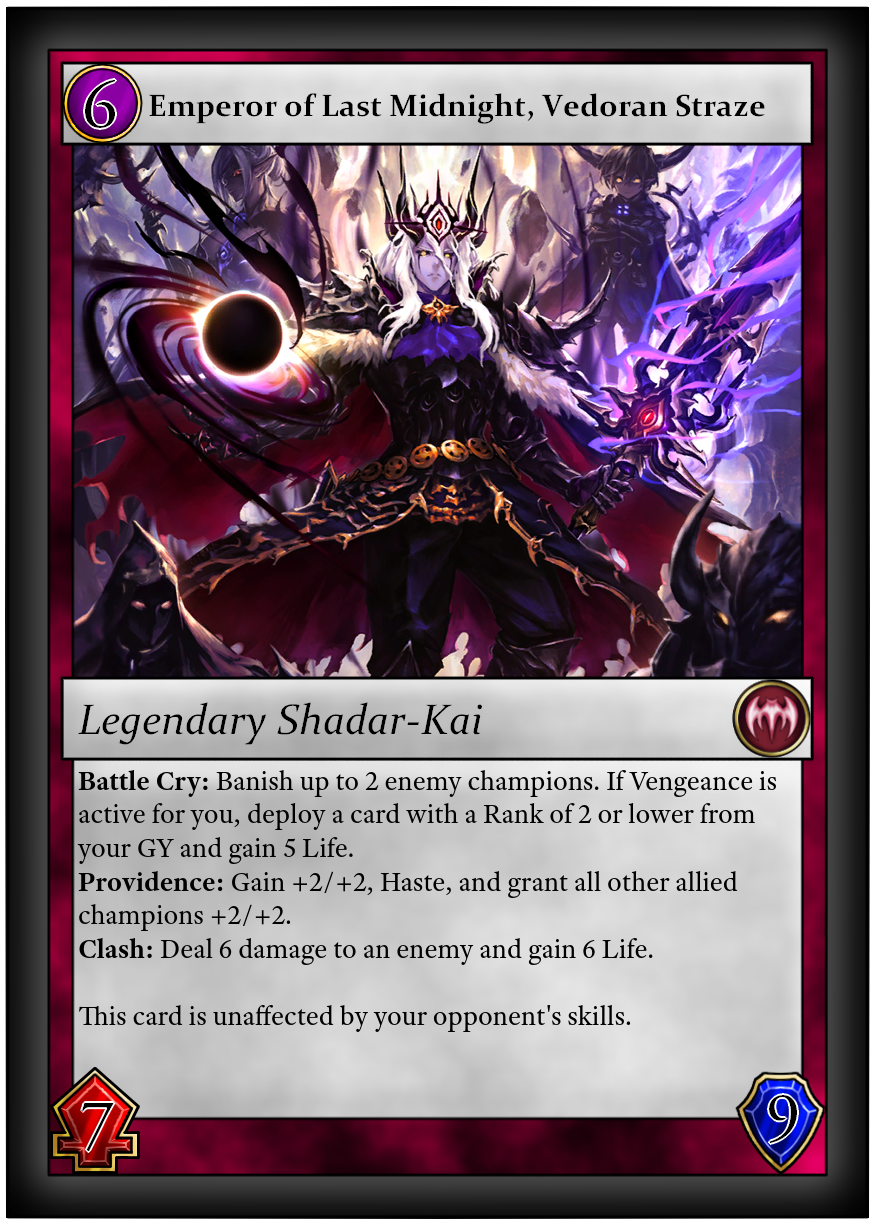 6
Emperor of Last Midnight, Vedoran Straze
Legendary Shadar-Kai
Battle Cry: Banish up to 2 enemy champions. If Vengeance is
active for you, deploy a card with a Rank of 2 or lower from
your GY and gain 5 Life.
Providence: Gain +2/+2, Haste, and grant all other allied
champions +2/+2.
Clash: Deal 6 damage to an enemy and gain 6 Life.
This card is unaffected by your opponent's skills.
7
9